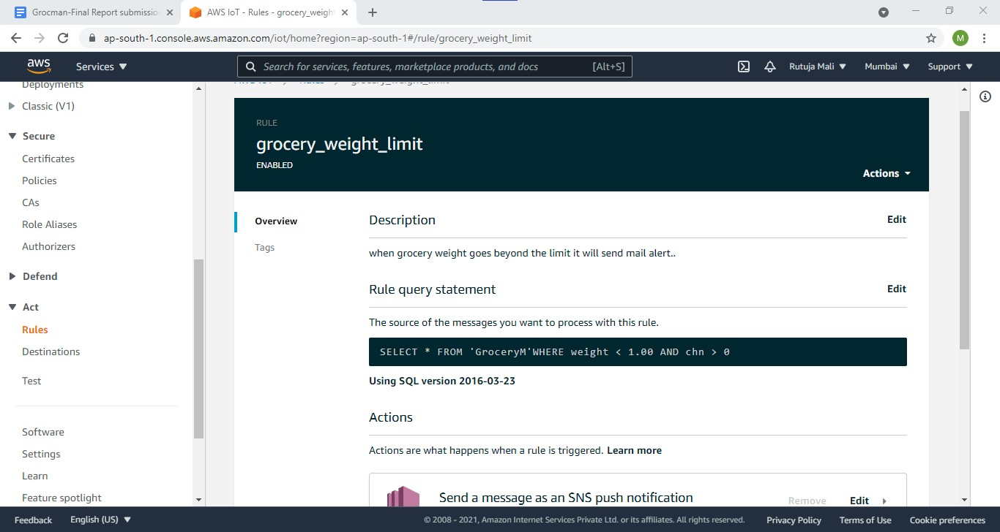 Grocman-Final Report submissio
AWS IoT - Rules - grocery_weight
ap-south-1.console.aws.amazon.com/iot/home?region=ap-south-1#/rule/grocery_weight_limit
M
aws
Services
Search for services, features, marketplace products, and docs
[Alt+S]
Rutuja Mali
Mumbai
Support
Deployments
Classic (V1)
Secure
Certificates
Policies
CAs
Role Aliases
Authorizers
Defend
Act
Rules
Destinations
Test
Software
Settings
Learn
Feature spotlight
AWS IoT
Rules
grocery_weight_limit
RULE
grocery_weight_limit
ENABLED
Actions
Overview
Tags
Description
Edit
when grocery weight goes beyond the limit it will send mail alert..
Rule query statement
Edit
The source of the messages you want to process with this rule.
SELECT * FROM 'GroceryM'WHERE weight < 1.00 AND chn > 0
Using SQL version 2016-03-23
Actions
Actions are what happens when a rule is triggered. Learn more
Send a message as an SNS push notification
Remove
Edit
Feedback
English (US)
© 2008 - 2021, Amazon Internet Services Private Ltd. or its affiliates. All rights reserved.
Privacy Policy
Terms of Use
Cookie preferences